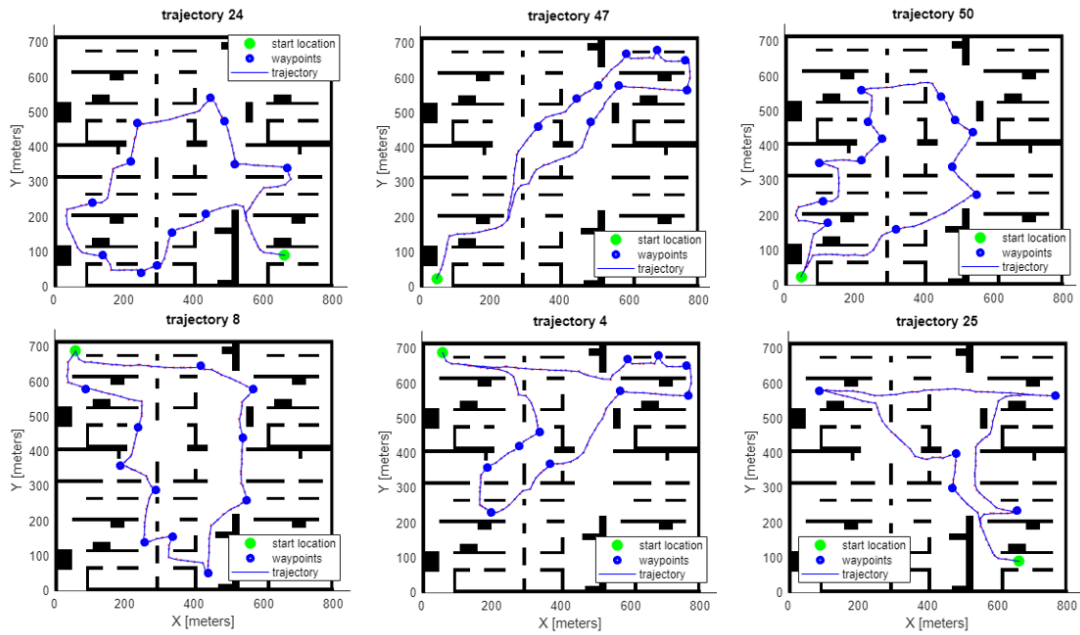 trajectory 24
700
600
500
400
300
200
100
0
Y [meters]
0
200
400
600
800
start location
waypoints
trajectory
trajectory 47
700
600
500
400
300
200
100
0
Y [meters]
0
200
400
600
800
start location
waypoints
trajectory
trajectory 50
700
600
500
400
300
200
100
0
Y [meters]
0
200
400
600
800
start location
waypoints
trajectory
trajectory 8
700
600
500
400
300
200
100
0
Y [meters]
0
200
400
600
800
X [meters]
start location
waypoints
trajectory
trajectory 4
700
600
500
400
300
200
100
0
Y [meters]
0
200
400
600
800
X [meters]
start location
waypoints
trajectory
trajectory 25
700
600
500
400
300
200
100
0
Y [meters]
0
200
400
600
800
X [meters]
start location
waypoints
trajectory